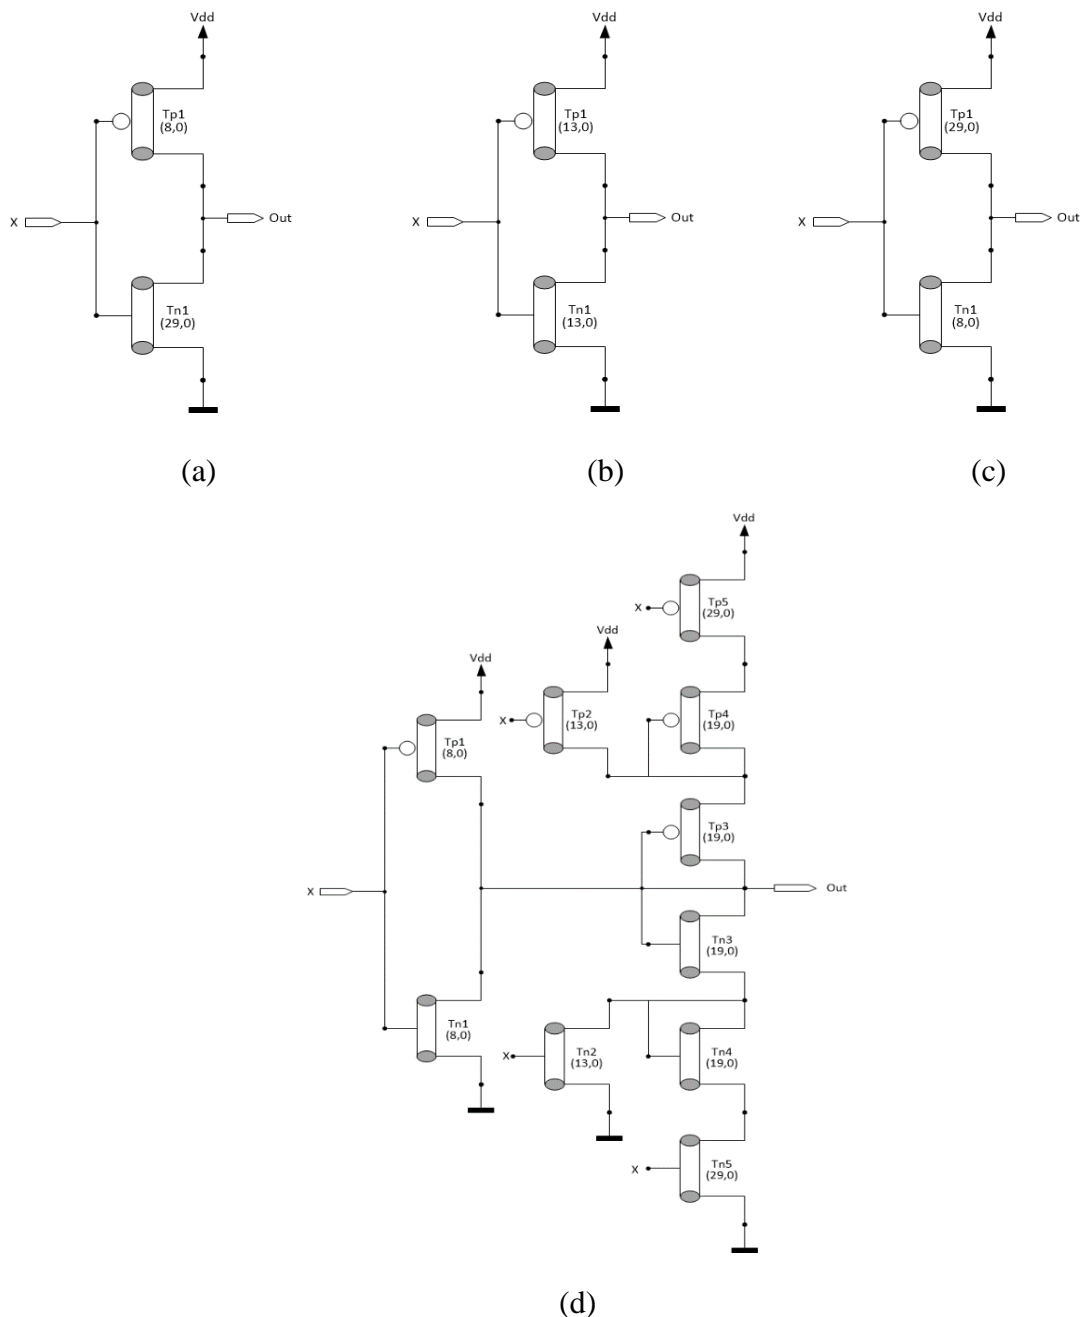 Vdd
Tp1
(8,0)
X
Out
Tn1
(29,0)
(a)
Vdd
Tp1
(13,0)
X
Out
Tn1
(13,0)
(b)
Vdd
Tp1
(29,0)
X
Out
Tn1
(8,0)
(c)
Vdd
X
Tp5
(29,0)
Vdd
Vdd
X
Tp2
(13,0)
Tp4
(19,0)
Tp1
(8,0)
Tp3
(19,0)
X
Out
Tn3
(19,0)
Tn1
(8,0)
X
Tn2
(13,0)
Tn4
(19,0)
X
Tn5
(29,0)
(d)